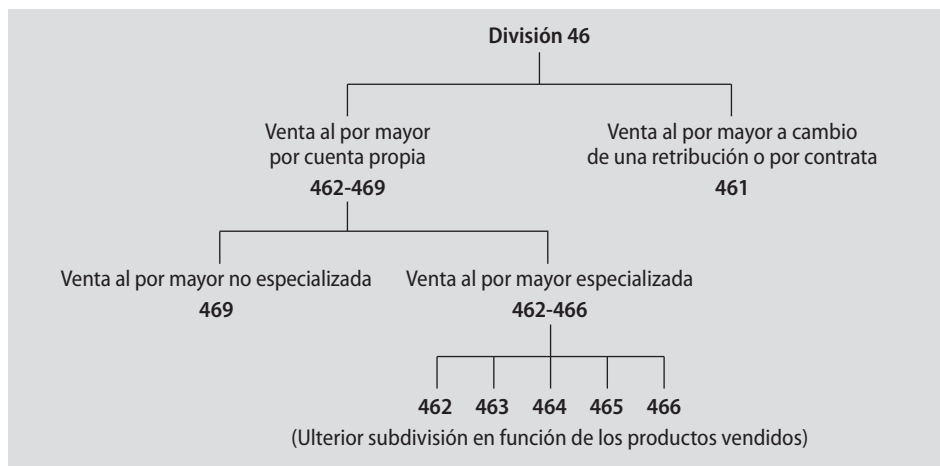 División 46
Venta al por mayor
por cuenta propia
462-469
Venta al por mayor a cambio
de una retribución o por contrata
461
Venta al por mayor no especializada
469
Venta al por mayor especializada
462-466
462 463 464 465 466
(Ulterior subdivisión en función de los productos vendidos)